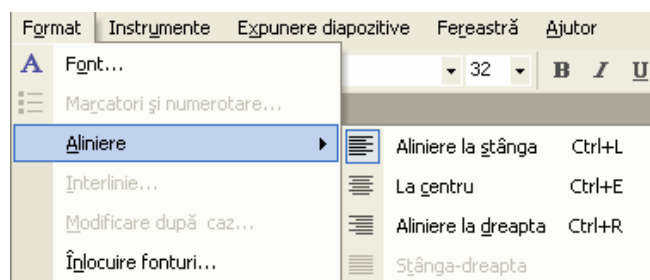 Format Instrumente Expunere diapozitive Fereastră Ajutor
Font...
32 B I U
Marcatori şi numerotare...
Aliniere
Aliniere la stânga Ctrl+L
Interlinie...
La centru Ctrl+E
Modificare după caz...
Aliniere la dreapta Ctrl+R
Înlocuire fonturi...
Stânga-dreapta